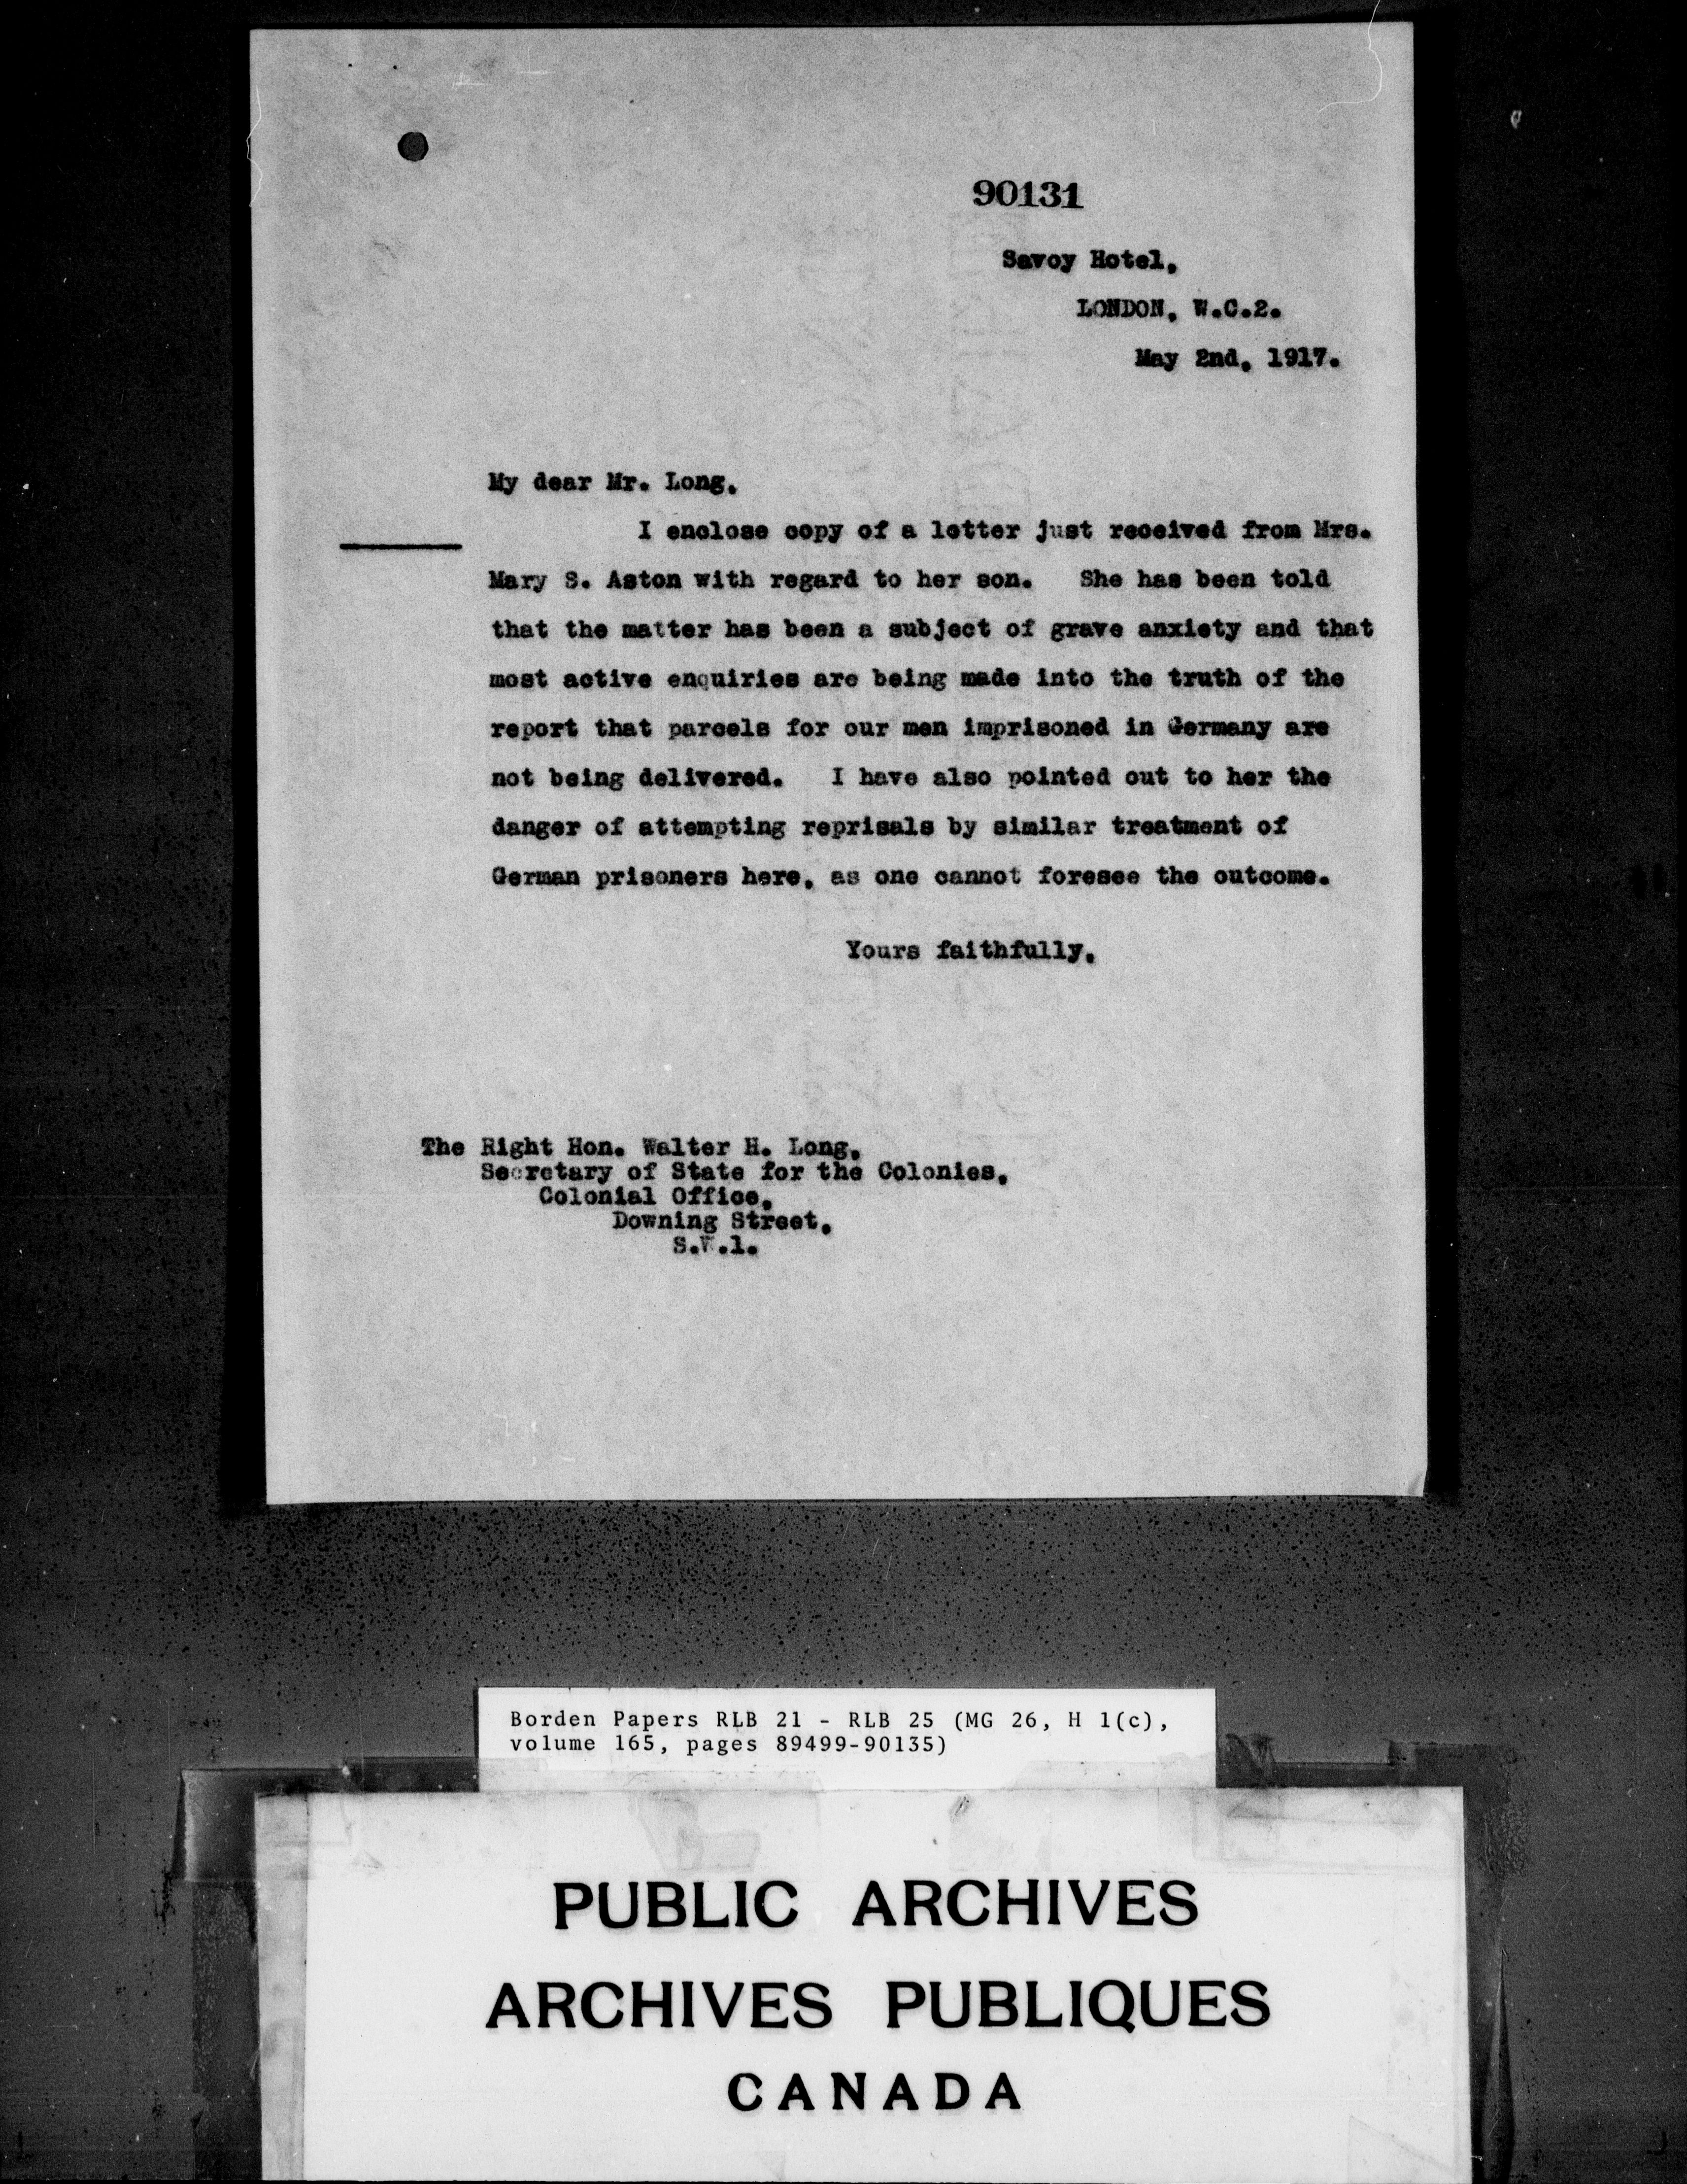 90131
Savoy Hotel,
LONDON, W.C.2.
May 2nd, 1917.
My dear Mr. Long,
I enclose copy of a letter just received from Mrs.
Mary S. Aston with regard to her son. She has been told
that the matter has been a subject of grave anxiety and that
most active enquiries are being made into the truth of the
report that parcels for our men imprisoned in Germany are
not being delivered. I have also pointed out to her the
danger of attempting reprisals by similar treatment of
German prisoners here, as one cannot foresee the outcome.
Yours faithfully,
The Right Hon. Walter H. Long,
Secretary of State for the Colonies,
Colonial Office,
Downing Street,
S.W.1.
Borden Papers RLB 21 - RLB 25 (MG 26, H 1(c),
volume 165, pages 89499-90135)
PUBLIC ARCHIVES
ARCHIVES PUBLIQUES
CANADA